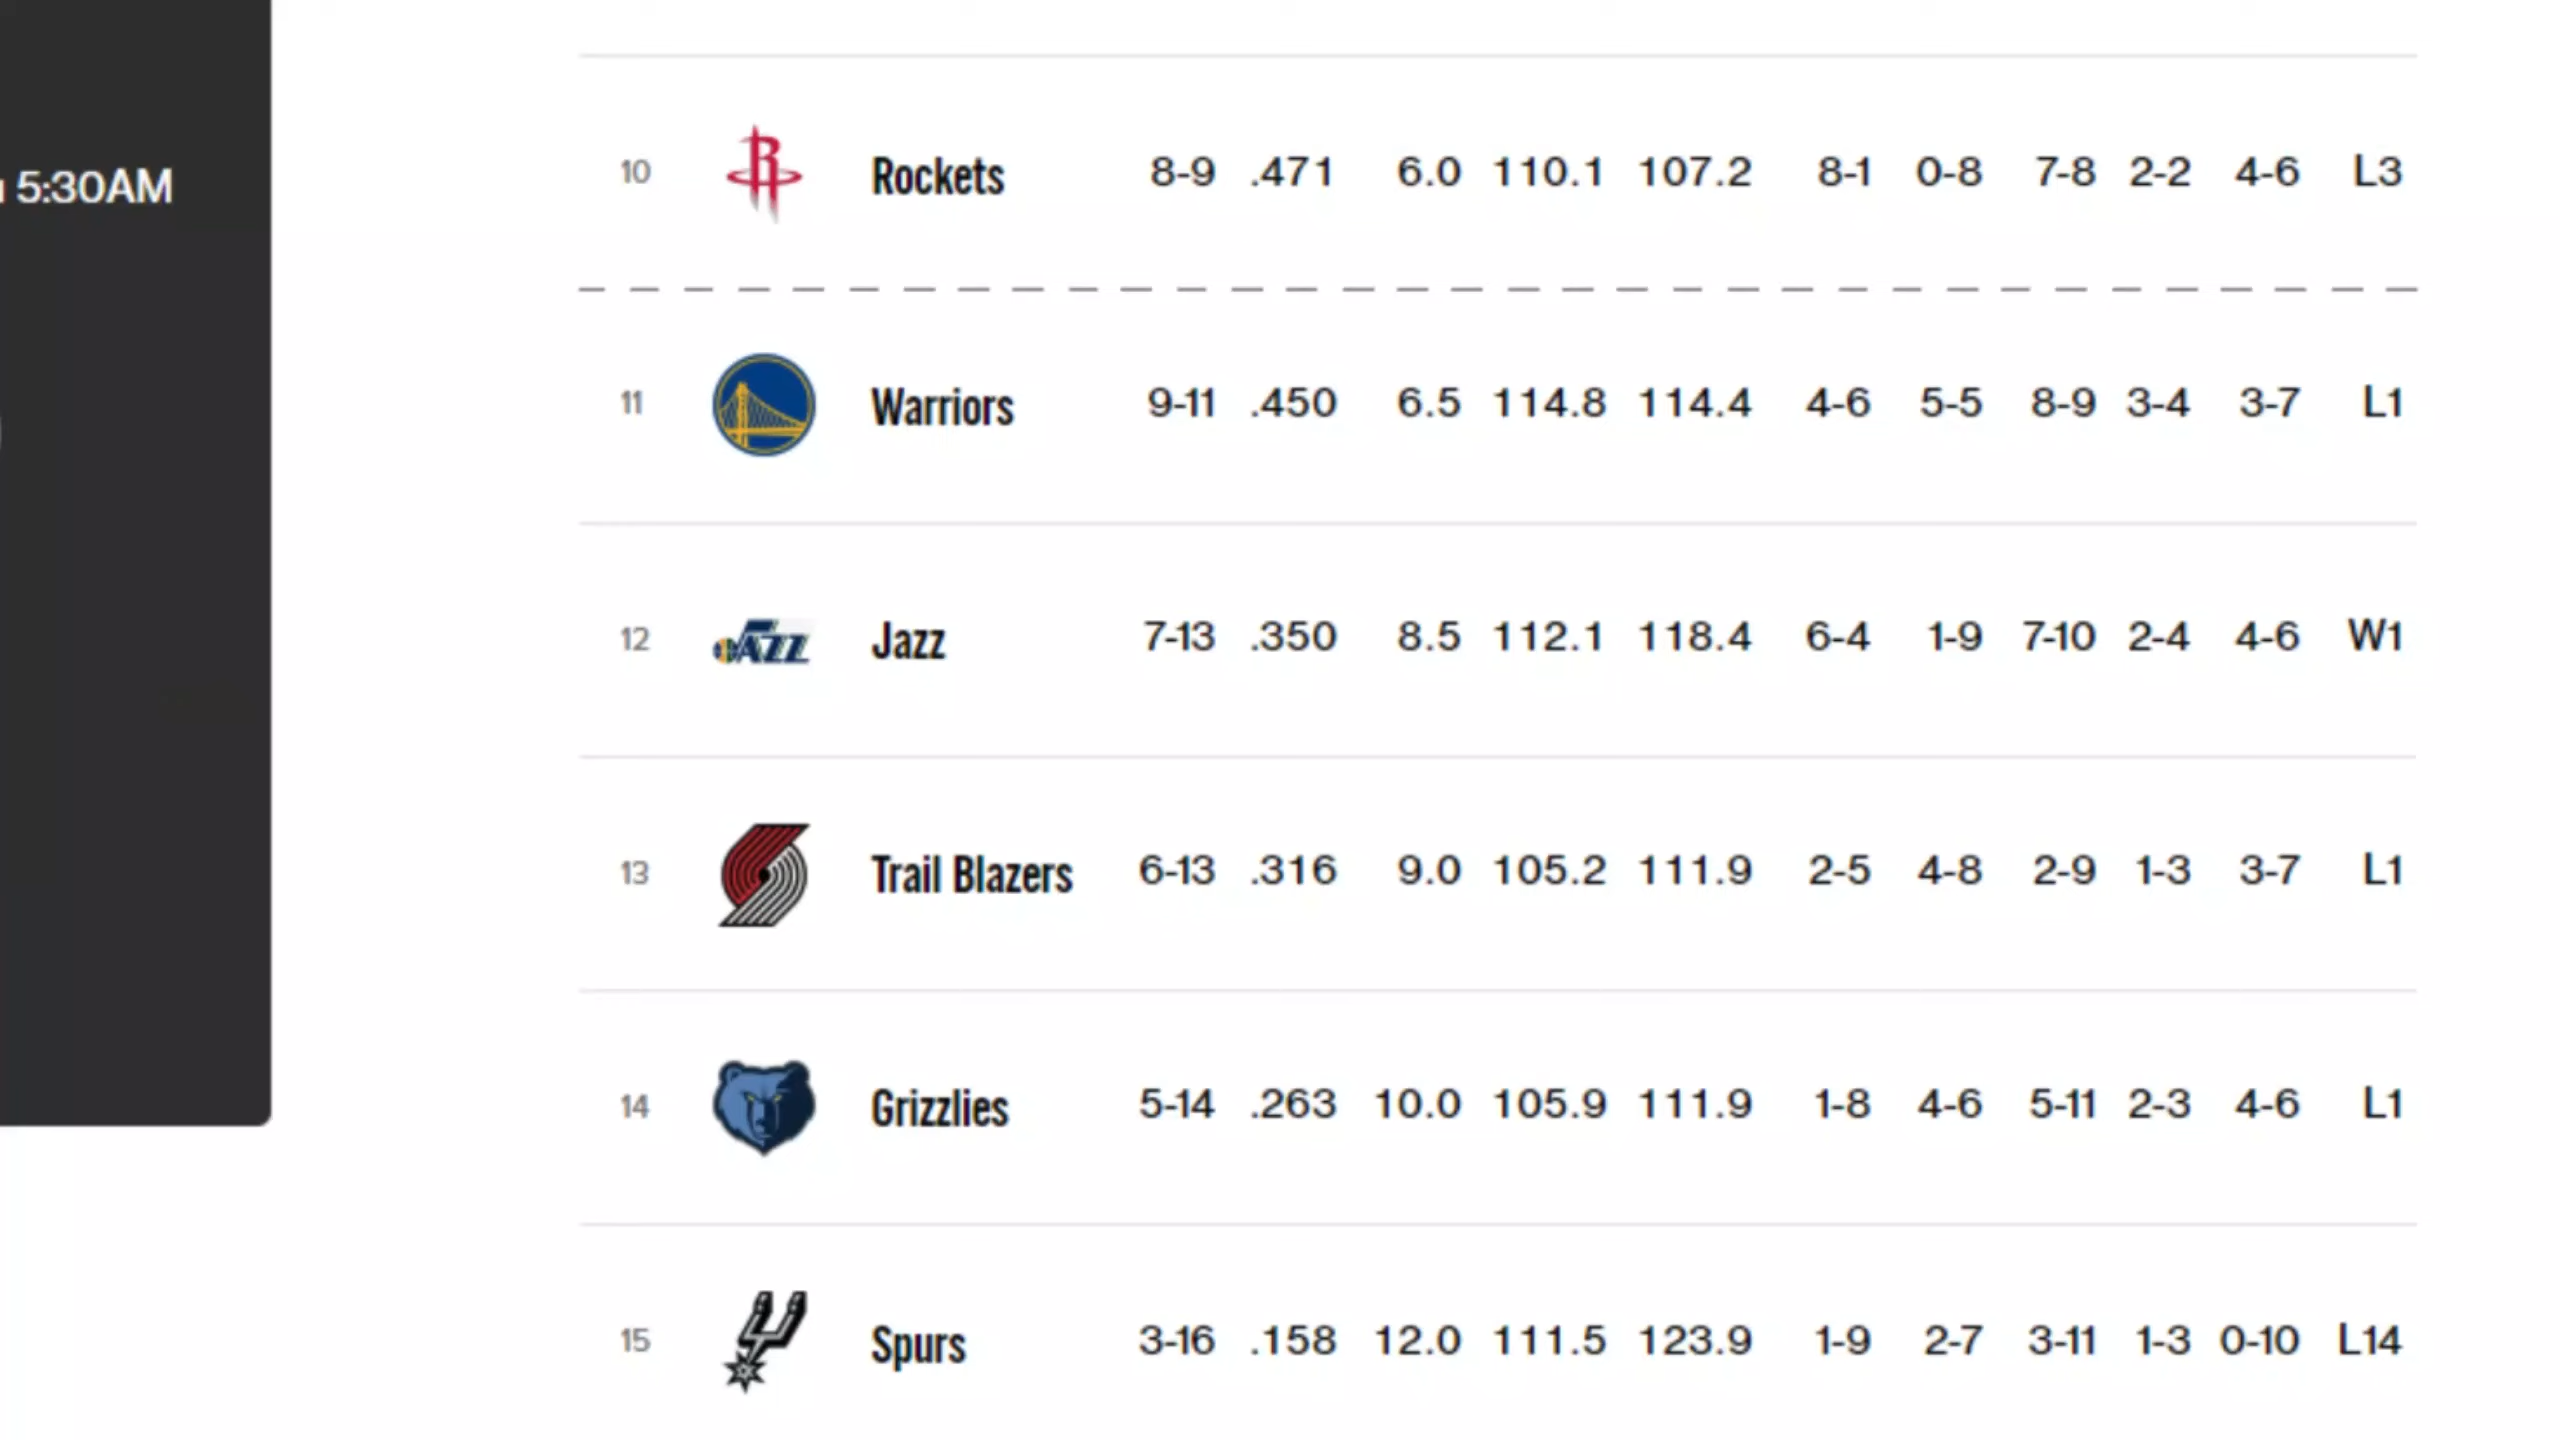 5:30AM
10 Rockets 8-9 .471 6.0 110.1 107.2 8-1 0-8 7-8 2-2 4-6 L3
11 Warriors 9-11 .450 6.5 114.8 114.4 4-6 5-5 8-9 3-4 3-7 L1
12 JAZZ Jazz 7-13 .350 8.5 112.1 118.4 6-4 1-9 7-10 2-4 4-6 W1
13 Trail Blazers 6-13 .316 9.0 105.2 111.9 2-5 4-8 2-9 1-3 3-7 L1
14 Grizzlies 5-14 .263 10.0 105.9 111.9 1-8 4-6 5-11 2-3 4-6 L1
15 Spurs 3-16 .158 12.0 111.5 123.9 1-9 2-7 3-11 1-3 0-10 L14